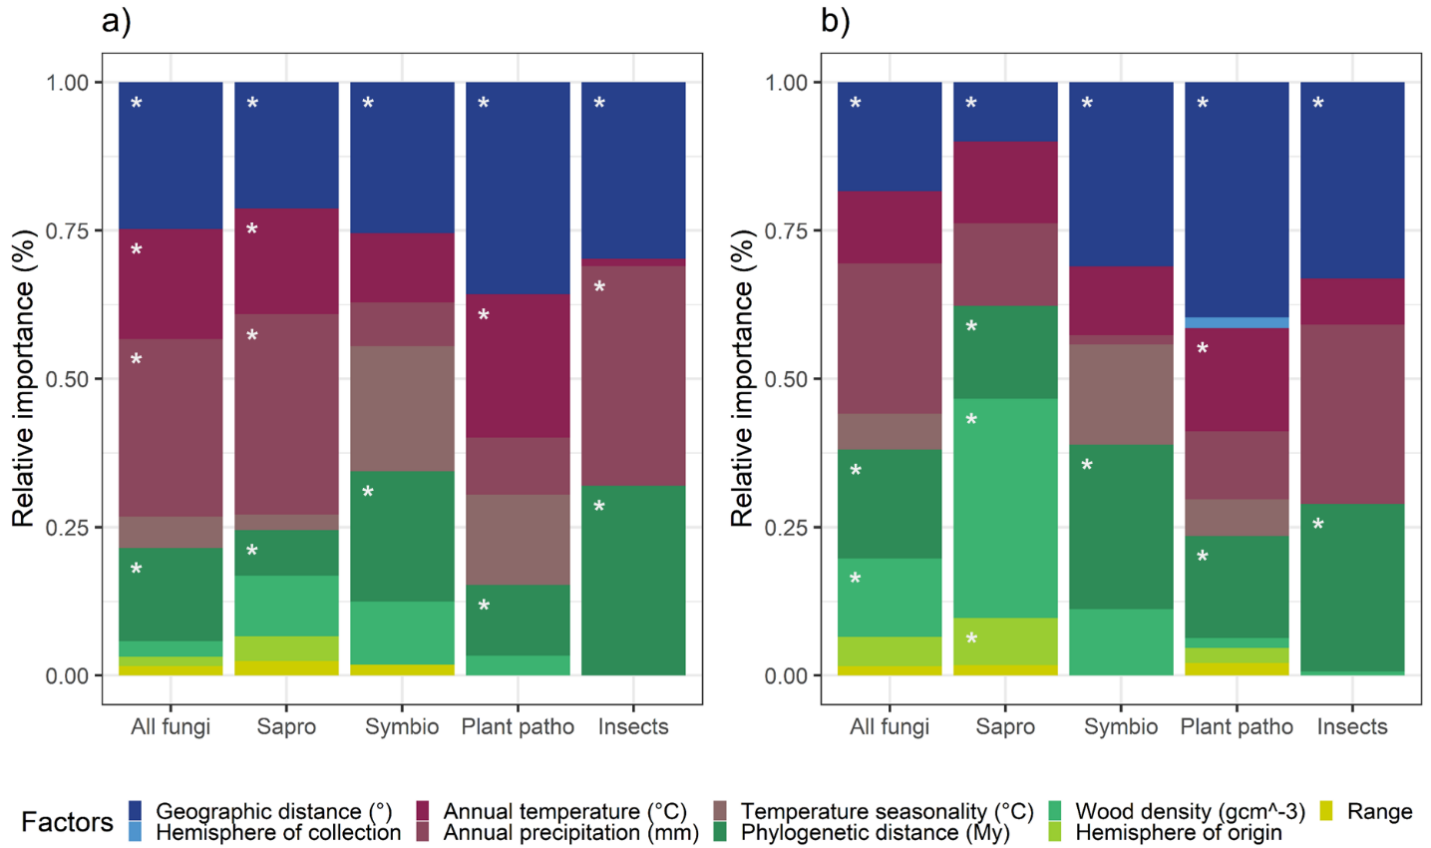 a)
Relative importance (%)
1.00
0.75
0.50
0.25
0.00
* * * * *
* * * *
* * *
* * * * *
All fungi Sapro Symbio Plant patho Insects
b)
Relative importance (%)
1.00
0.75
0.50
0.25
0.00
* * * * *
* * * * * *
* * *
All fungi Sapro Symbio Plant patho Insects
Factors
Geographic distance (°) Annual temperature (°C) Temperature seasonality (°C) Wood density (gcm^-3) Range
Hemisphere of collection Annual precipitation (mm) Phylogenetic distance (My) Hemisphere of origin